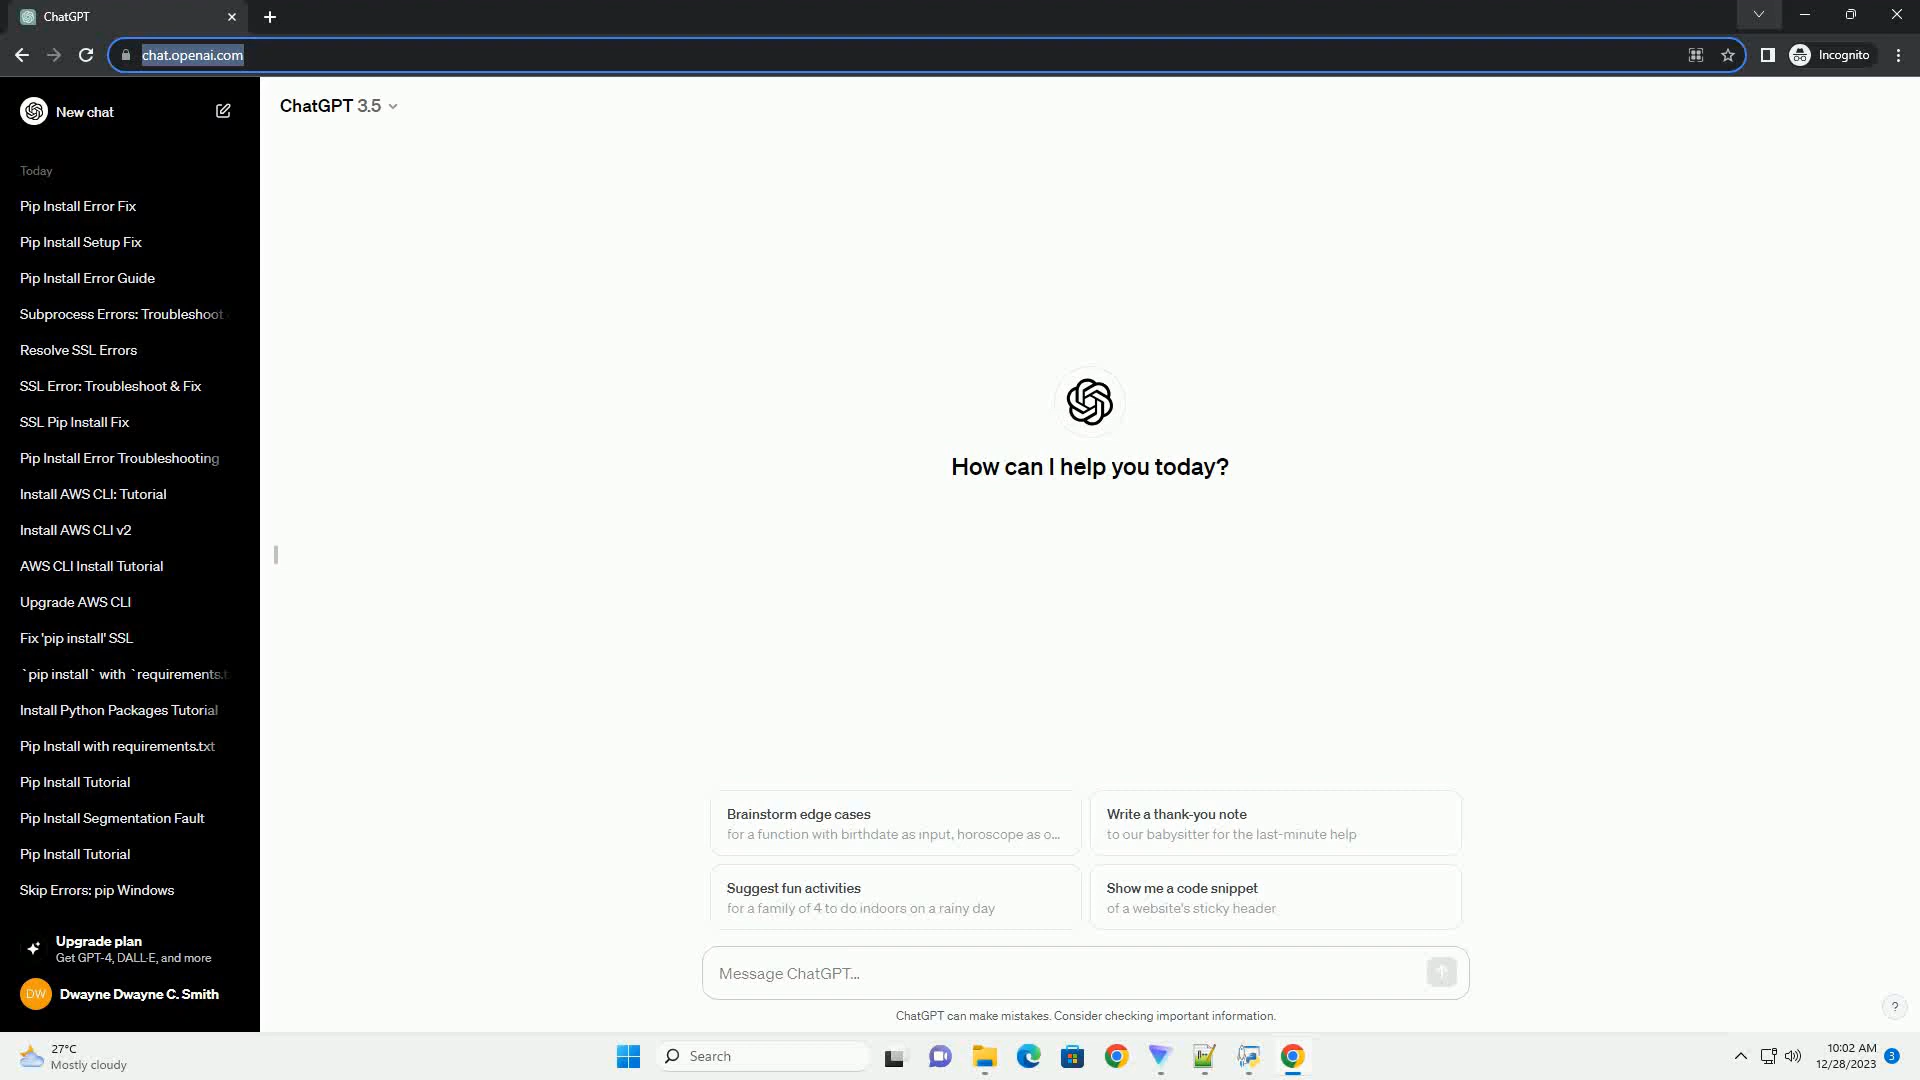 ChatGPT
chat.openai.com
Incognito
New chat
ChatGPT 3.5
Today
Pip Install Error Fix
Pip Install Setup Fix
Pip Install Error Guide
Subprocess Errors: Troubleshoot
Resolve SSL Errors
SSL Error: Troubleshoot & Fix
SSL Pip Install Fix
Pip Install Error Troubleshooting
Install AWS CLI: Tutorial
Install AWS CLI v2
AWS CLI Install Tutorial
Upgrade AWS CLI
Fix 'pip install' SSL
`pip install` with `requirements.t
Install Python Packages Tutorial
Pip Install with requirements.txt
Pip Install Tutorial
Pip Install Segmentation Fault
Pip Install Tutorial
Skip Errors: pip Windows
Upgrade plan
Get GPT-4, DALL·E, and more
DW
Dwayne Dwayne C. Smith
How can I help you today?
Brainstorm edge cases
for a function with birthdate as input, horoscope as o...
Write a thank-you note
to our babysitter for the last-minute help
Suggest fun activities
for a family of 4 to do indoors on a rainy day
Show me a code snippet
of a website's sticky header
Message ChatGPT...
ChatGPT can make mistakes. Consider checking important information.
?
27°C
Mostly cloudy
Search
10:02 AM
12/28/2023
3